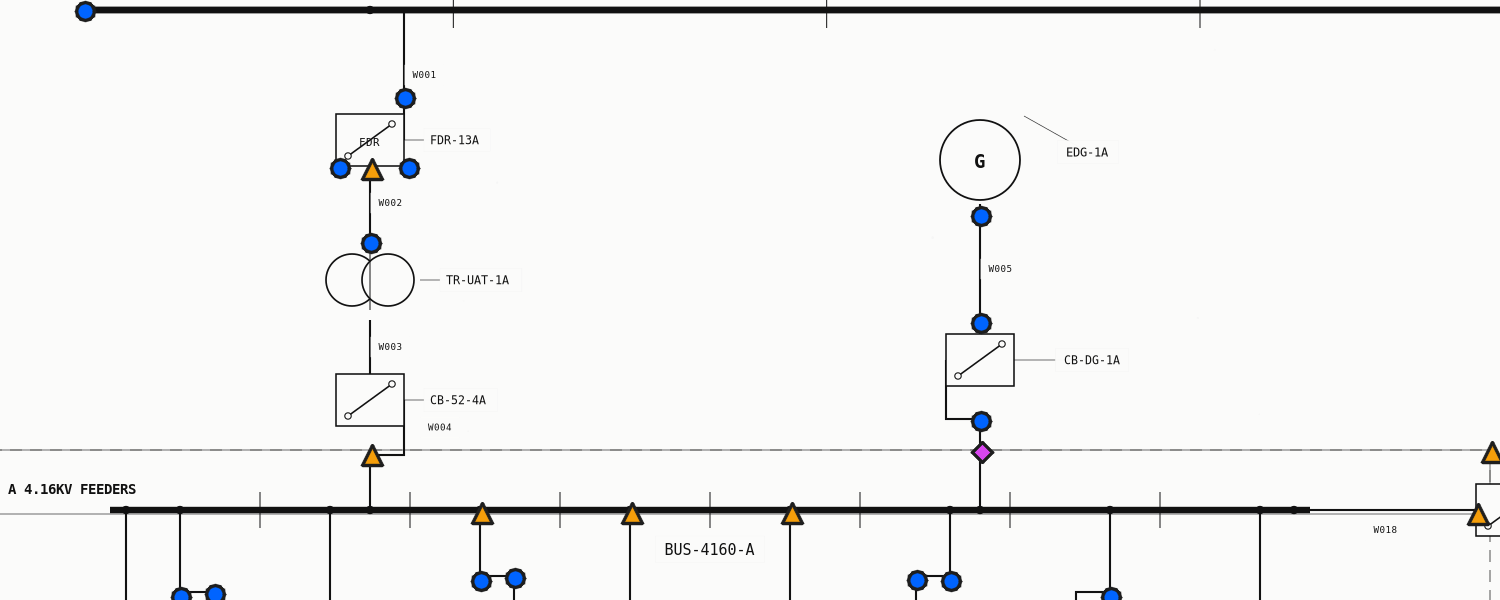 W001
FDR
FDR-13A
G
EDG-1A
W002
W005
TR-UAT-1A
W003
CB-DG-1A
CB-52-4A
W004
A 4.16KV FEEDERS
W018
BUS-4160-A